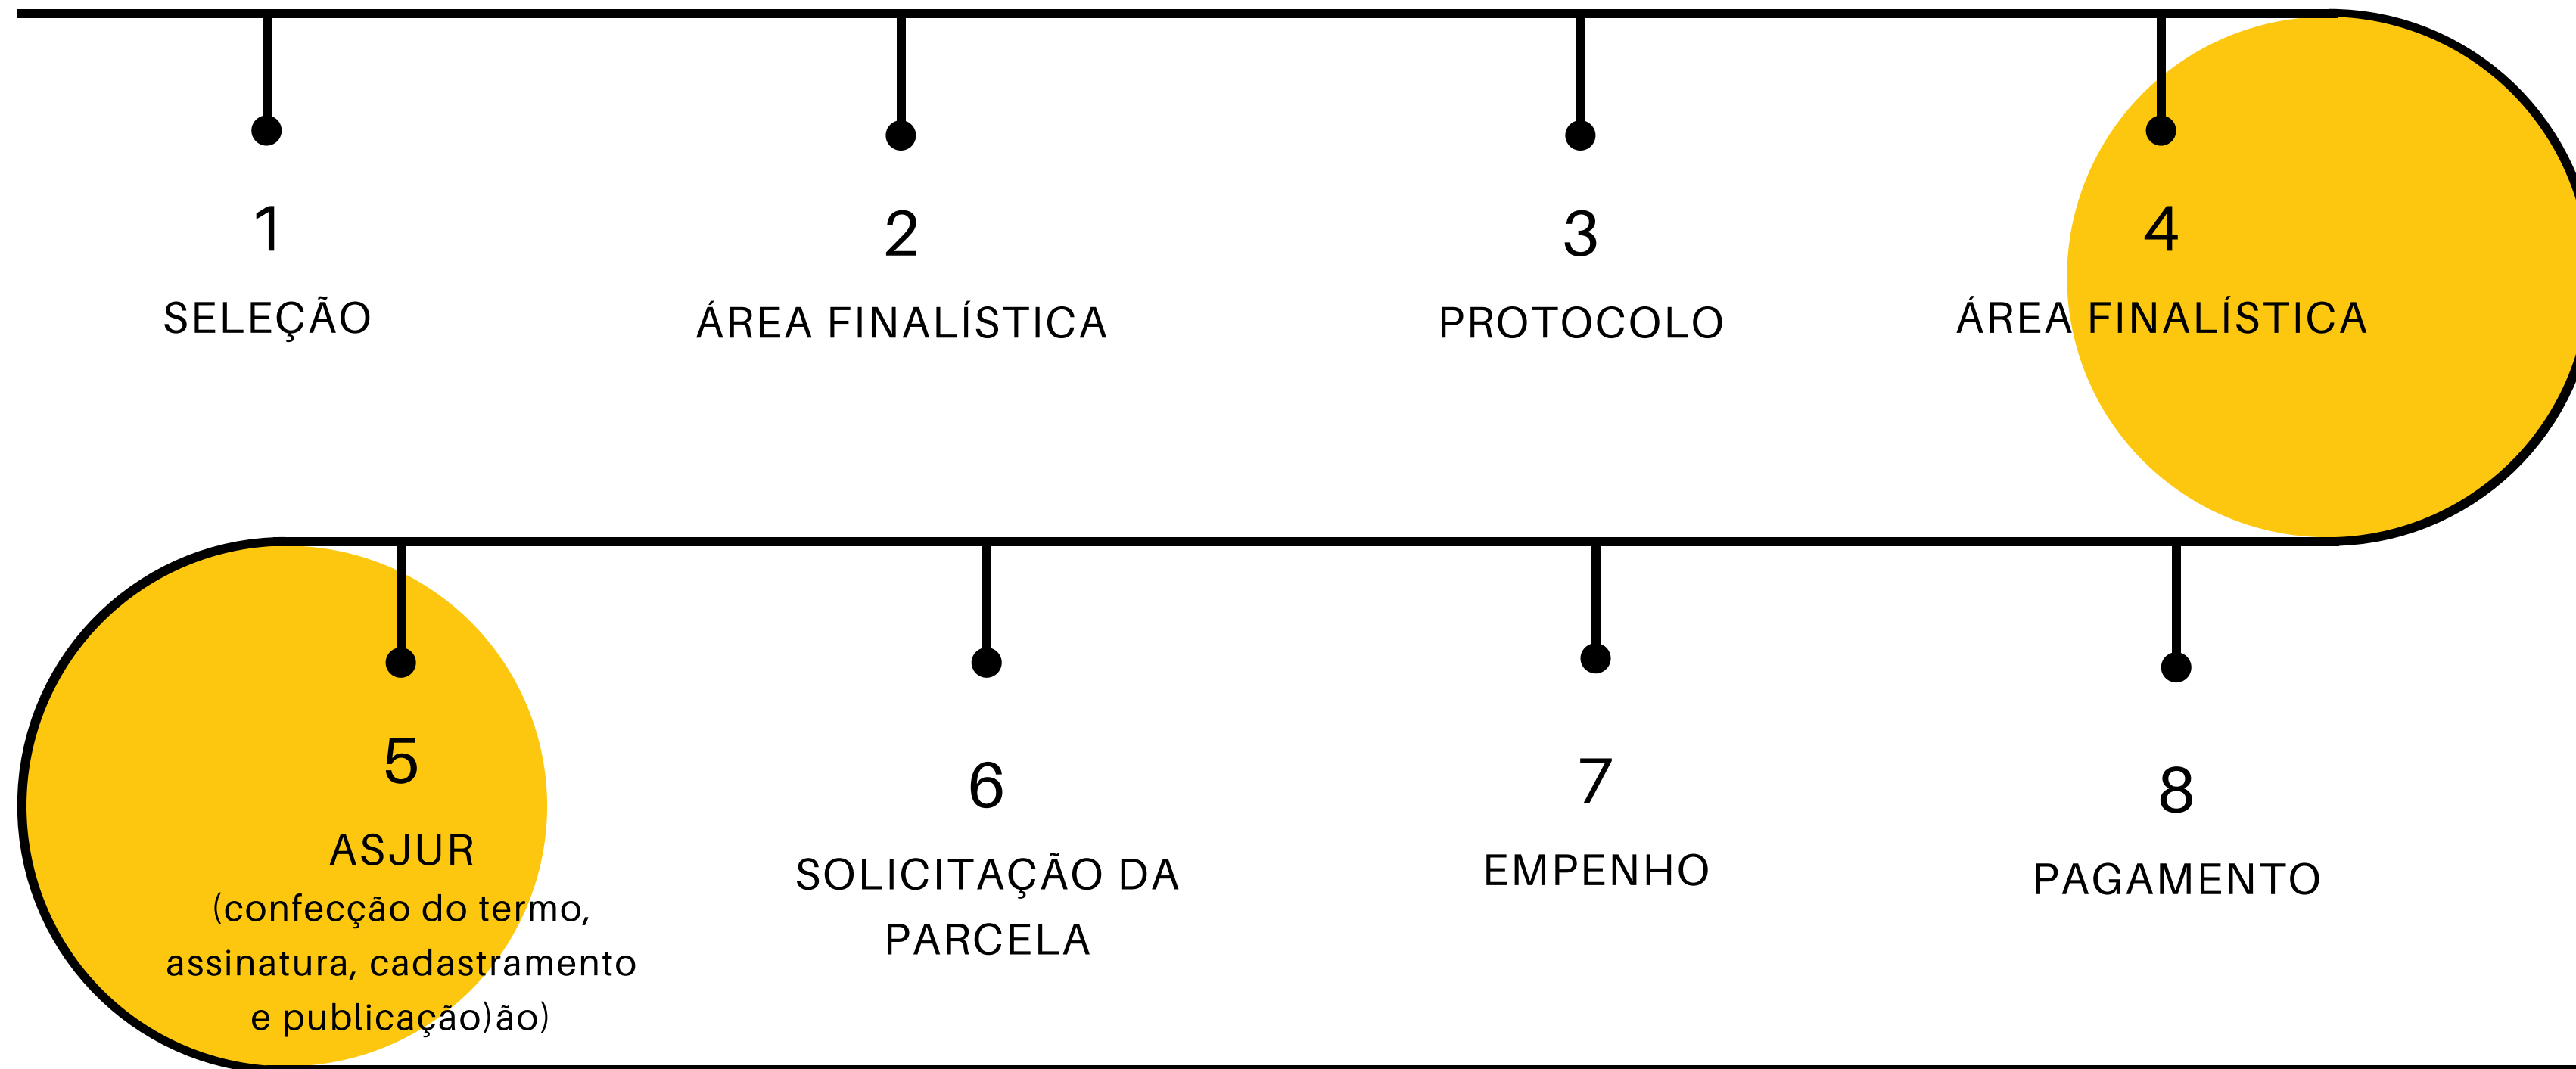 1
SELEÇÃO
2
ÁREA FINALÍSTICA
3
PROTOCOLO
4
ÁREA FINALÍSTICA
5
ASJUR
(confecção do termo,
assinatura, cadastramento
e publicação)ão)
6
SOLICITAÇÃO DA
PARCELA
7
EMPENHO
8
PAGAMENTO